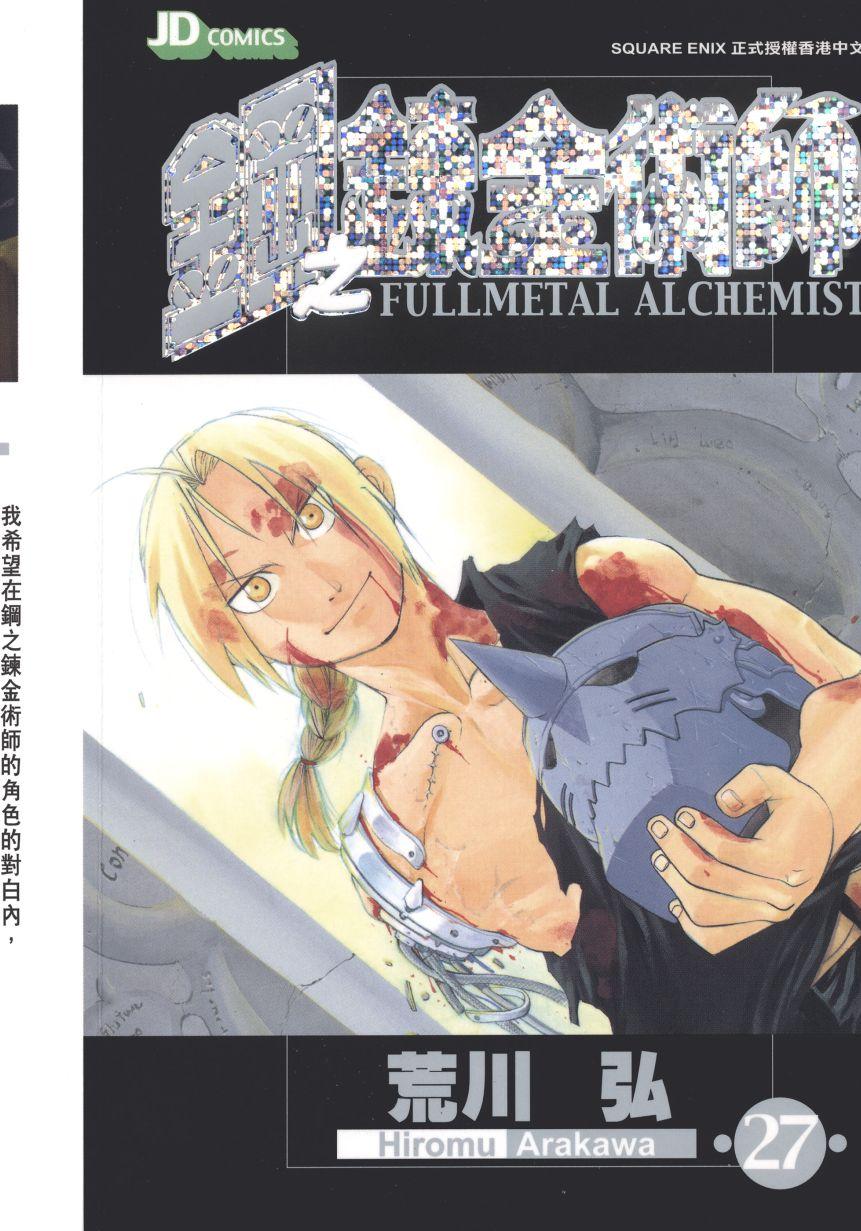 JD COMICS
SQUARE ENIX 正式授權香港中文
鋼之鍊金術師
FULLMETAL ALCHEMIST
我希望在鋼之鍊金術師的角色的對白內，
Con
荒川 弘
Hiromu Arakawa
27